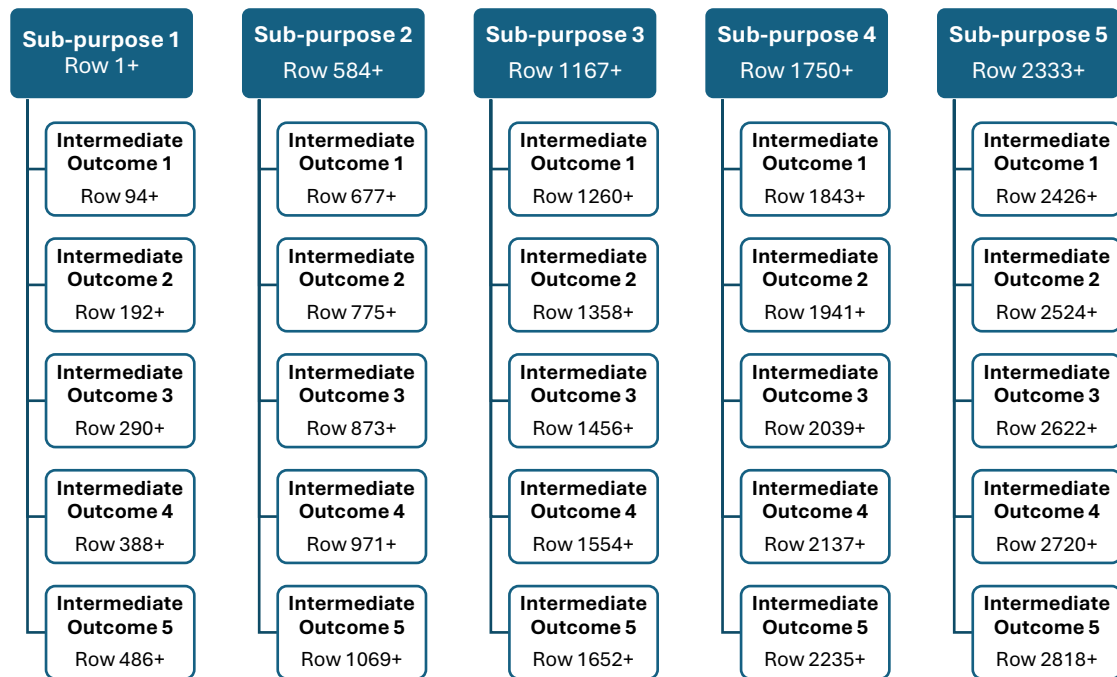 Sub-purpose 1
Row 1+
Intermediate
Outcome 1
Row 94+
Intermediate
Outcome 2
Row 192+
Intermediate
Outcome 3
Row 290+
Intermediate
Outcome 4
Row 388+
Intermediate
Outcome 5
Row 486+
Sub-purpose 2
Row 584+
Intermediate
Outcome 1
Row 677+
Intermediate
Outcome 2
Row 775+
Intermediate
Outcome 3
Row 873+
Intermediate
Outcome 4
Row 971+
Intermediate
Outcome 5
Row 1069+
Sub-purpose 3
Row 1167+
Intermediate
Outcome 1
Row 1260+
Intermediate
Outcome 2
Row 1358+
Intermediate
Outcome 3
Row 1456+
Intermediate
Outcome 4
Row 1554+
Intermediate
Outcome 5
Row 1652+
Sub-purpose 4
Row 1750+
Intermediate
Outcome 1
Row 1843+
Intermediate
Outcome 2
Row 1941+
Intermediate
Outcome 3
Row 2039+
Intermediate
Outcome 4
Row 2137+
Intermediate
Outcome 5
Row 2235+
Sub-purpose 5
Row 2333+
Intermediate
Outcome 1
Row 2426+
Intermediate
Outcome 2
Row 2524+
Intermediate
Outcome 3
Row 2622+
Intermediate
Outcome 4
Row 2720+
Intermediate
Outcome 5
Row 2818+